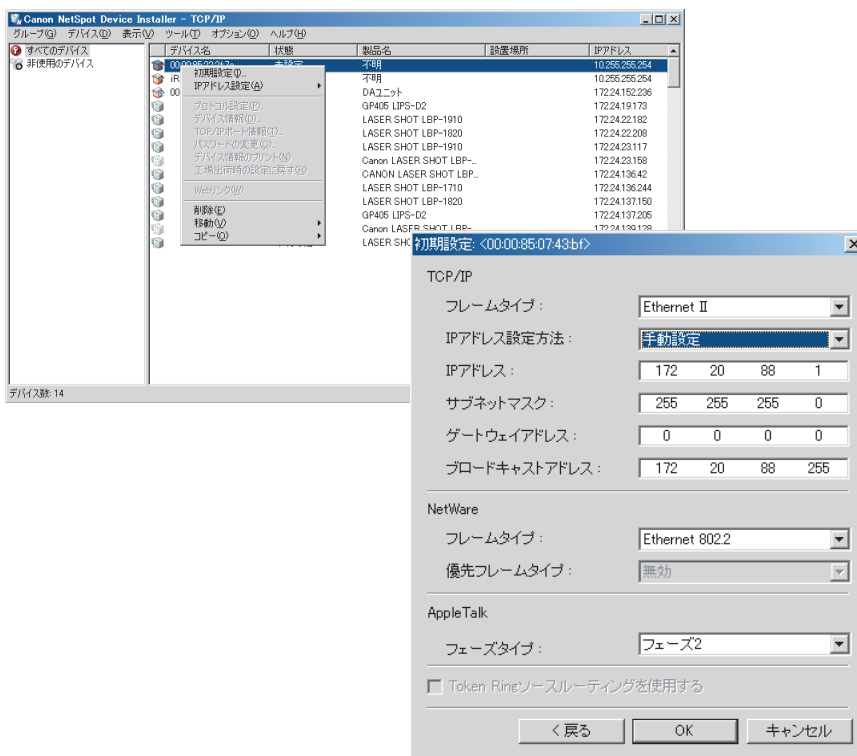 Canon NetSpot Device Installer - TCP/IP
グループ(G) デバイス(D) 表示(V) ツール(T) オプション(O) ヘルプ(H)
すべてのデバイス
非使用のデバイス
デバイス名 状態 製品名 設置場所 IPアドレス
不明 10.255.255.254
iR 不明 10.255.255.254
00 DAユニット 172.24.152.236
GP405 LIPS-D2 172.24.19.173
LASER SHOT LBP-1910 172.24.22.182
LASER SHOT LBP-1820 172.24.22.208
LASER SHOT LBP-1910 172.24.23.117
Canon LASER SHOT LBP-... 172.24.23.158
CANON LASER SHOT LBP... 172.24.136.42
LASER SHOT LBP-1710 172.24.136.244
LASER SHOT LBP-1820 172.24.137.150
GP405 LIPS-D2 172.24.137.205
Canon LASER SHOT LBP- 172.24.139.128
LASER SHO
初期設定(I)...
IPアドレス設定(A)
プロトコル設定(P)...
デバイス情報(D)...
TCP/IPポート情報(T)...
パスワードの変更(C)...
デバイス情報のプリント(N)
工場出荷時の設定に戻す(R)
Webリンク(W)
削除(E)
移動(V)
コピー(O)
デバイス数: 14
初期設定: <00:00:85:07:43:bf>
TCP/IP
フレームタイプ : Ethernet II
IPアドレス設定方法 : 手動設定
IPアドレス : 172 20 88 1
サブネットマスク : 255 255 255 0
ゲートウェイアドレス : 0 0 0 0
ブロードキャストアドレス : 172 20 88 255
NetWare
フレームタイプ : Ethernet 802.2
優先フレームタイプ : 無効
AppleTalk
フェーズタイプ : フェーズ2
Token Ringソースルーティングを使用する
< 戻る OK キャンセル